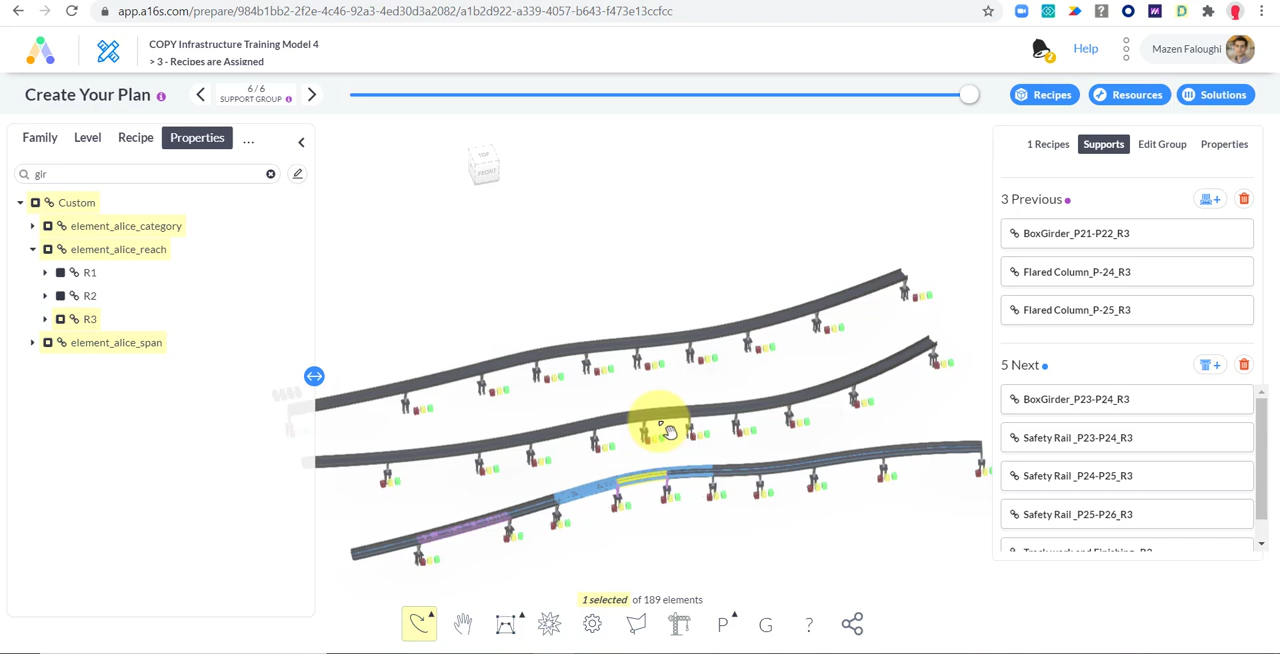 app.a16s.com/prepare/984b1bb2-2f2e-4c46-92a3-4ed30d3a2082/a1b2d922-a339-4057-b643-f473e13ccfcc
COPY Infrastructure Training Model 4
> 3 - Recipes are Assigned
2
Help
Mazen Faloughi
Create Your Plan
6/6
SUPPORT GROUP
Recipes
Resources
Solutions
Family
Level
Recipe
Properties
...
gir
Custom
element_alice_category
element_alice_reach
R1
R2
R3
element_alice_span
TOP
FRONT
1 Recipes
Supports
Edit Group
Properties
3 Previous
BoxGirder_P21-P22_R3
Flared Column_P-24_R3
Flared Column_P-25_R3
5 Next
BoxGirder_P23-P24_R3
Safety Rail _P23-P24_R3
Safety Rail _P24-P25_R3
Safety Rail _P25-P26_R3
1 selected of 189 elements
P
G
?